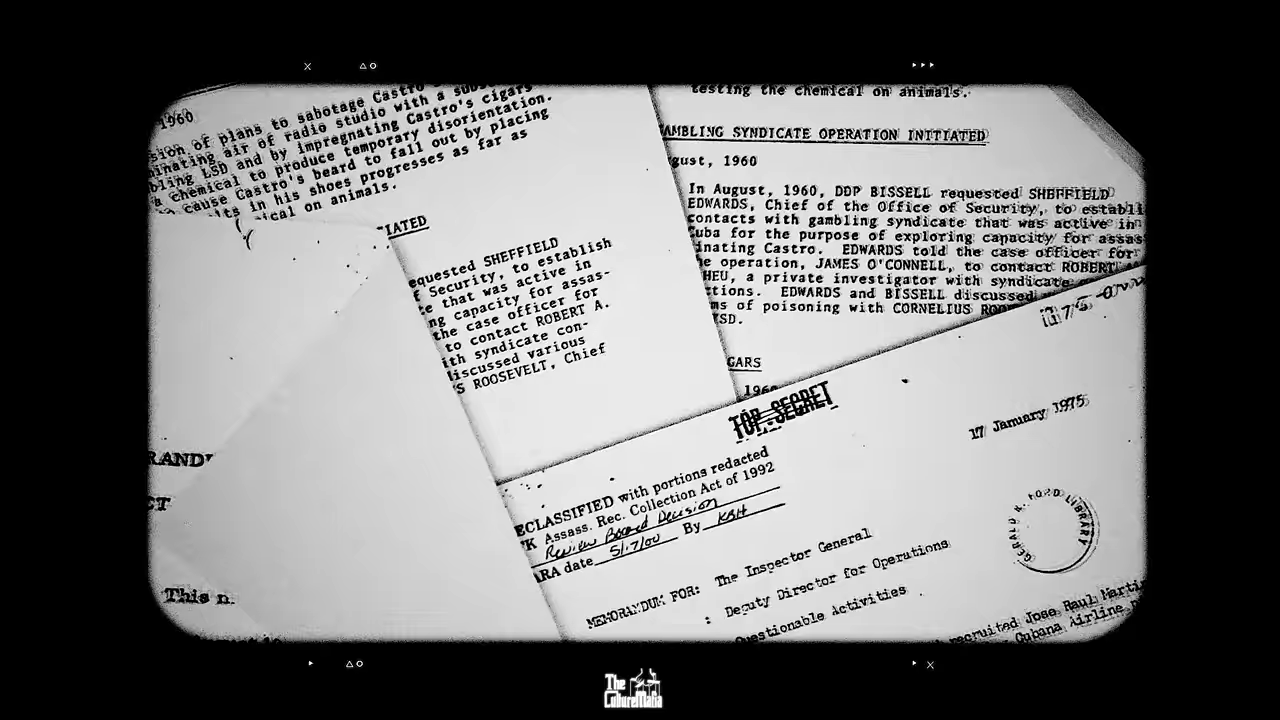 1960
sion of plans to sabotage Castro
minating air of radio studio with a
bling LSD and by impregnating Castro's cigars
a chemical to produce temporary disorientation.
cause Castro's beard to fall out by placing
lts in his shoes progresses as far as
ical on animals.
IATED
equested SHEFFIELD
f Security, to establish
e that was active in
ng capacity for assas-
the case officer for
to contact ROBERT A.
ith syndicate con-
discussed various
S ROOSEVELT, Chief
testing the chemical on animals.
AMBLING SYNDICATE OPERATION INITIATED
gust, 1960
In August, 1960, DDP BISSELL requested SHEFFIELD
EDWARDS, Chief of the Office of Security, to establi
contacts with gambling syndicate that was active in
Cuba for the purpose of exploring capacity for assas
inating Castro. EDWARDS told the case officer for
he operation, JAMES O'CONNELL, to contact ROBERT
HEU, a private investigator with syndicate
ctions. EDWARDS and BISSELL discussed
ms of poisoning with CORNELIUS ROO
TSD.
GARS
1960
TOP SECRET
17 January 1975
ECLASSIFIED with portions redacted
K Assass. Rec. Collection Act of 1992
Review Board Decision
ARA date 5/17/00 By KBH
GERALD R. FORD LIBRARY
MEMORANDUM FOR: The Inspector General
: Deputy Director for Operations
Questionable Activities
recruited Jose Raul Marti
Cubana Airline
RAND
CT
This n
The
CultureMafia